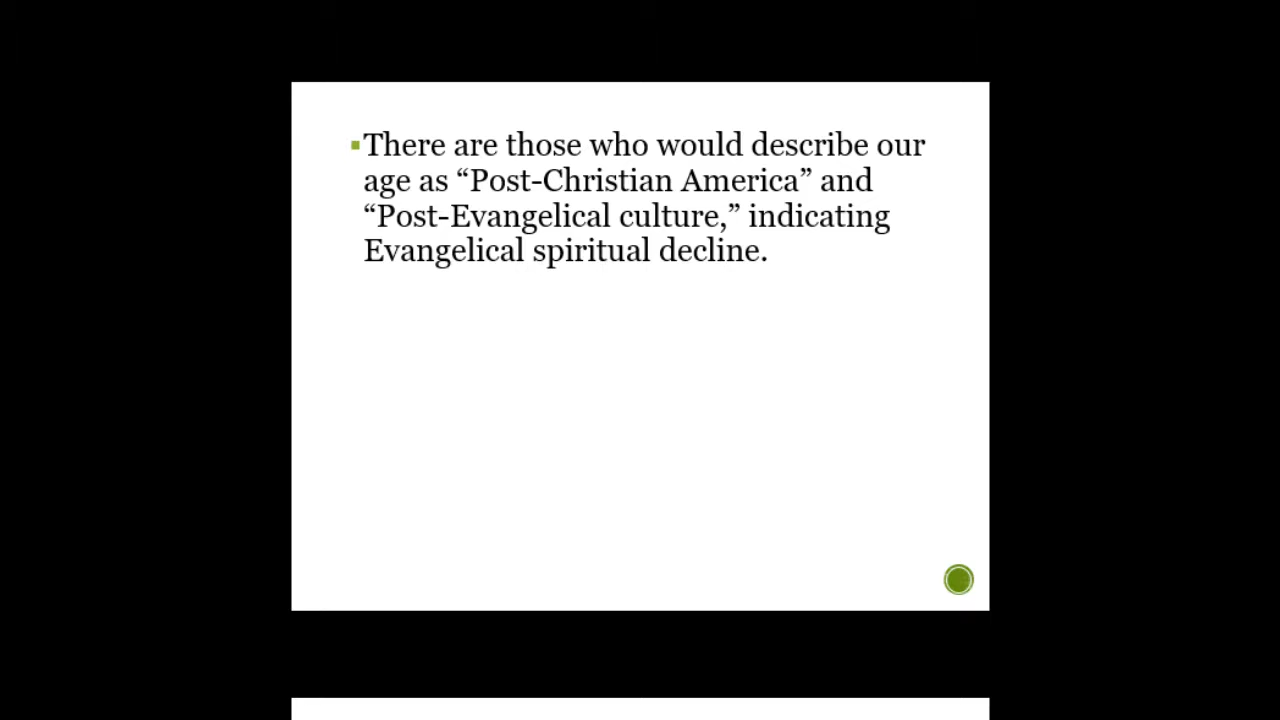 ▪There are those who would describe our
age as “Post-Christian America” and
“Post-Evangelical culture,” indicating
Evangelical spiritual decline.